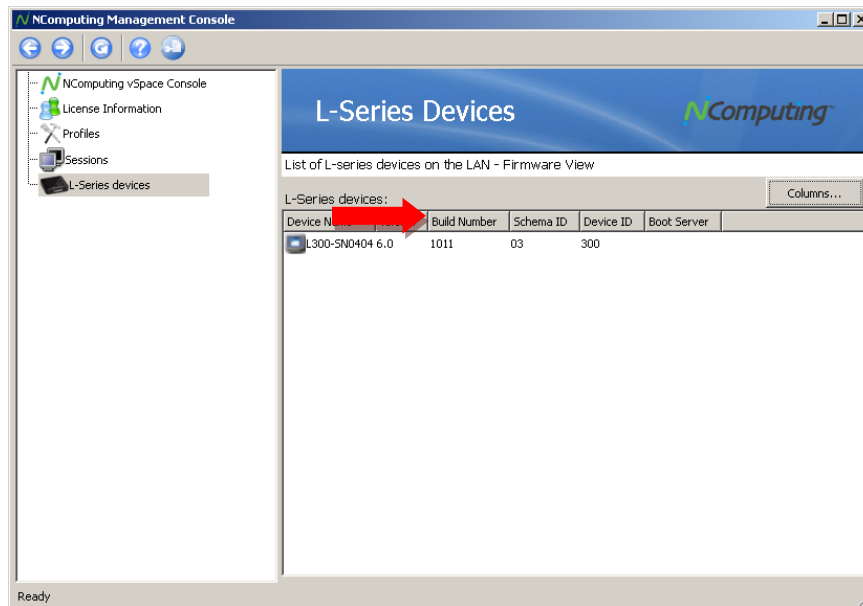 NComputing Management Console
NComputing vSpace Console
License Information
Profiles
Sessions
L-Series devices
L-Series Devices
NComputing™
List of L-series devices on the LAN - Firmware View
L-Series devices:
Columns...
Device Build Number Schema ID Device ID Boot Server
L300-SN0404 6.0 1011 03 300
Ready